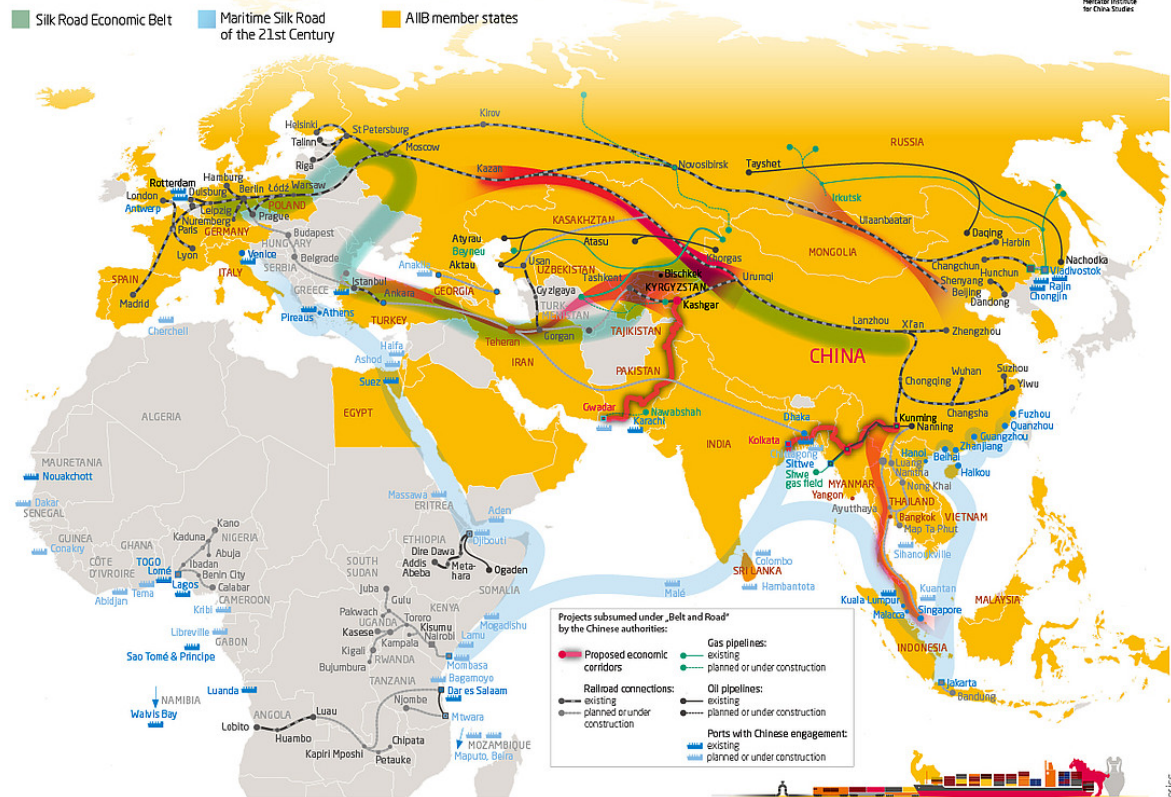 Mercator Institute
for China Studies
Silk Road Economic Belt
Maritime Silk Road
of the 21st Century
AIIB member states
Kirov
Helsinki
St Petersburg
Talinn
Moscow
RUSSIA
Riga
Kazan
Novosibirsk
Tayshet
Hamburg
Rotterdam
Duisburg
Berlin
Łódź
Warsaw
London
Antwerp
Leipzig
POLAND
Irkutsk
Nuremberg
Prague
Paris
GERMANY
KASAKHZTAN
Ulaanbaatar
Budapest
HUNGARY
Atyrau
Atasu
Daqing
Harbin
Lyon
Venice
Belgrade
SERBIA
Beyneu
MONGOLIA
Khorgas
Changchun
Nachodka
SPAIN
ITALY
Anaklia
Aktau
Usan
UZBEKISTAN
Tashkent
Bischkek
Urumqi
Hunchun
Vladivostok
Shenyang
Rajin
Madrid
GREECE
Istanbul
Ankara
GEORGIA
Gyzlgaya
KYRGYZSTAN
Beijing
Dandong
Chongjin
Pireaus
Athens
TURKEY
TURK-
MENISTAN
Kashgar
Cherchell
Teheran
Gorgan
TAJIKISTAN
Lanzhou
Xi'an
Zhengzhou
Haifa
Ashod
IRAN
PAKISTAN
CHINA
Suez
Chongqing
Wuhan
Suzhou
Yiwu
ALGERIA
EGYPT
Gwadar
Nawabshah
Karachi
Dhaka
Kunming
Changsha
Nanning
Fuzhou
Quanzhou
Guangzhou
Zhanjiang
INDIA
Kolkata
Chittagong
Sittwe
Hanoi
Beihai
MAURETANIA
Nouakchott
Shwe
gas field
Luang
Namtha
Haikou
MYANMAR
Nong Khai
Dakar
SENEGAL
Massawa
ERITREA
Aden
Yangon
THAILAND
Ayutthaya
Bangkok
VIETNAM
Kano
Kaduna
NIGERIA
GUINEA
Conakry
GHANA
Abuja
ETHIOPIA
Djibouti
Map Ta Phut
CÔTE
D'IVROIRE
TOGO
Lomé
Ibadan
Benin City
Lagos
Calabar
Dire Dawa
Addis
Abeba
Meta-
hara
Ogaden
Sihanoukville
SOUTH
SUDAN
Colombo
SRI LANKA
Hambantota
Abidjan
Tema
CAMEROON
Kribi
Juba
SOMALIA
Malé
Kuantan
Kuala Lumpur
MALAYSIA
Gulu
Pakwach
KENYA
Malacca
Singapore
UGANDA
Tororo
Kisumu
Mogadishu
Libreville
GABON
Kasese
Kampala
Nairobi
Lamu
Kigali
RWANDA
Bujumbura
Mombasa
Bagamoyo
INDONESIA
Sao Tomé & Principe
TANZANIA
Dar es Salaam
Jakarta
Bandung
Luanda
NAMIBIA
Walvis Bay
Njombe
Mtwara
ANGOLA
Luau
Lobito
Huambo
Chipata
Kapiri Mposhi
Petauke
MOZAMBIQUE
Maputo, Beira
Projects subsumed under „Belt and Road"
by the Chinese authorities:
Proposed economic
corridors
Railroad connections:
existing
planned or under
construction
Gas pipelines:
existing
planned or under construction
Oil pipelines:
existing
planned or under construction
Ports with Chinese engagement:
existing
planned or under construction